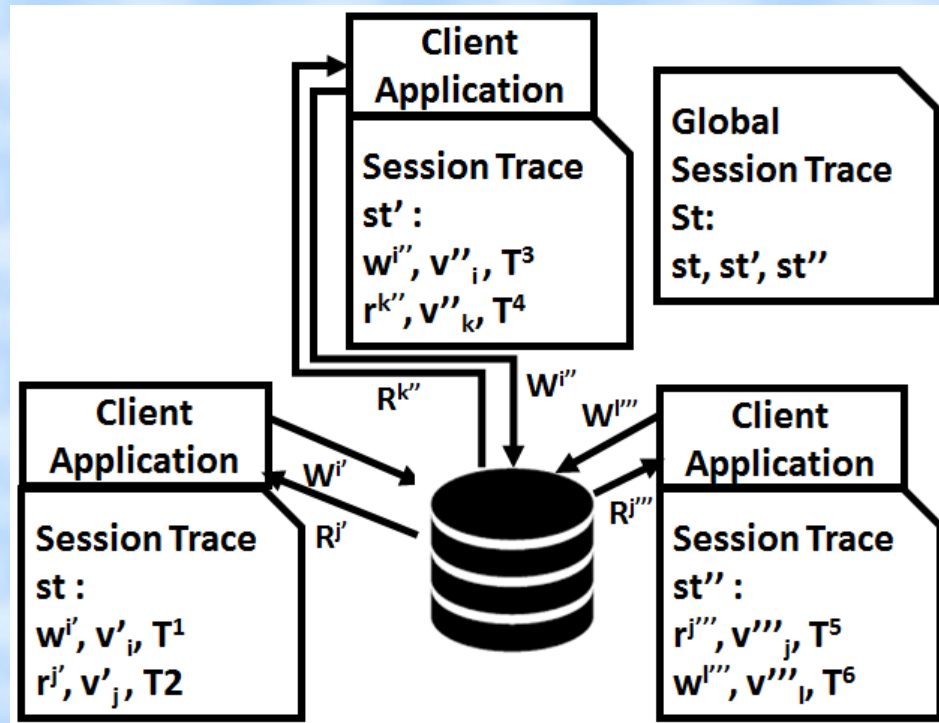 Client
Application
Session Trace
st’ :
wⁱ’’, v’’ᵢ, T³
rᵏ’’, v’’ₖ, T⁴
Global
Session Trace
St:
st, st’, st’’
Rᵏ’’
Wⁱ’’
Wˡ’’’
Client
Application
Wⁱ’
Rʲ’
Session Trace
st :
wⁱ’, v’ᵢ, T¹
rʲ’, v’ⱼ, T2
Client
Application
Rʲ’’’
Session Trace
st’’ :
rʲ’’’, v’’’ⱼ, T⁵
wˡ’’’, v’’’ₗ, T⁶